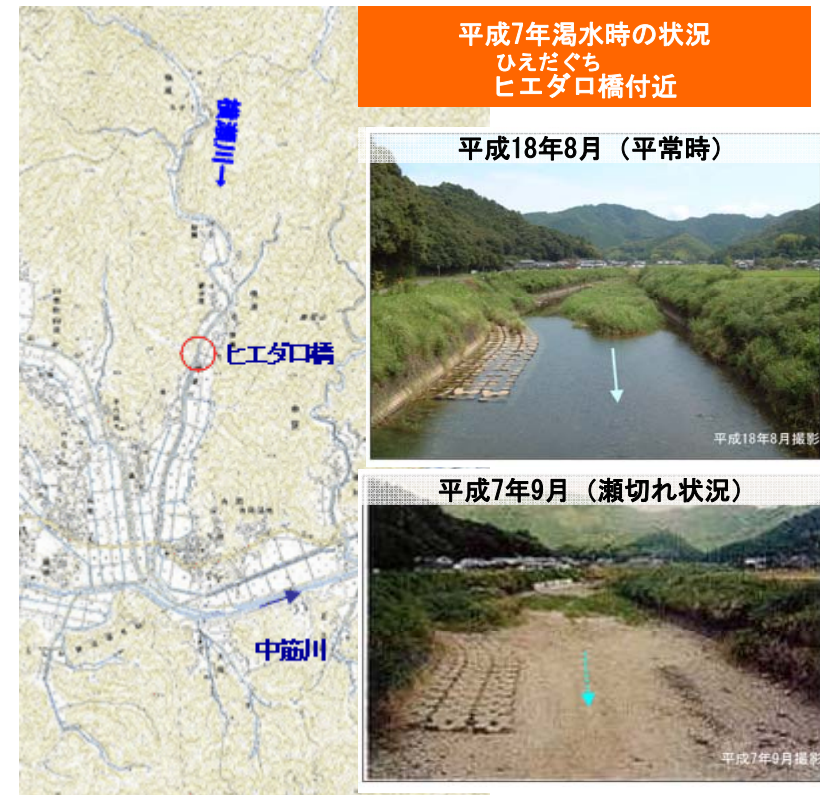 平成7年渇水時の状況
ひえだぐち
ヒエダロ橋付近
横瀬川→
ヒエダロ橋
中筋川
平成18年8月（平常時）
平成18年8月撮影
平成7年9月（瀬切れ状況）
平成7年9月撮影